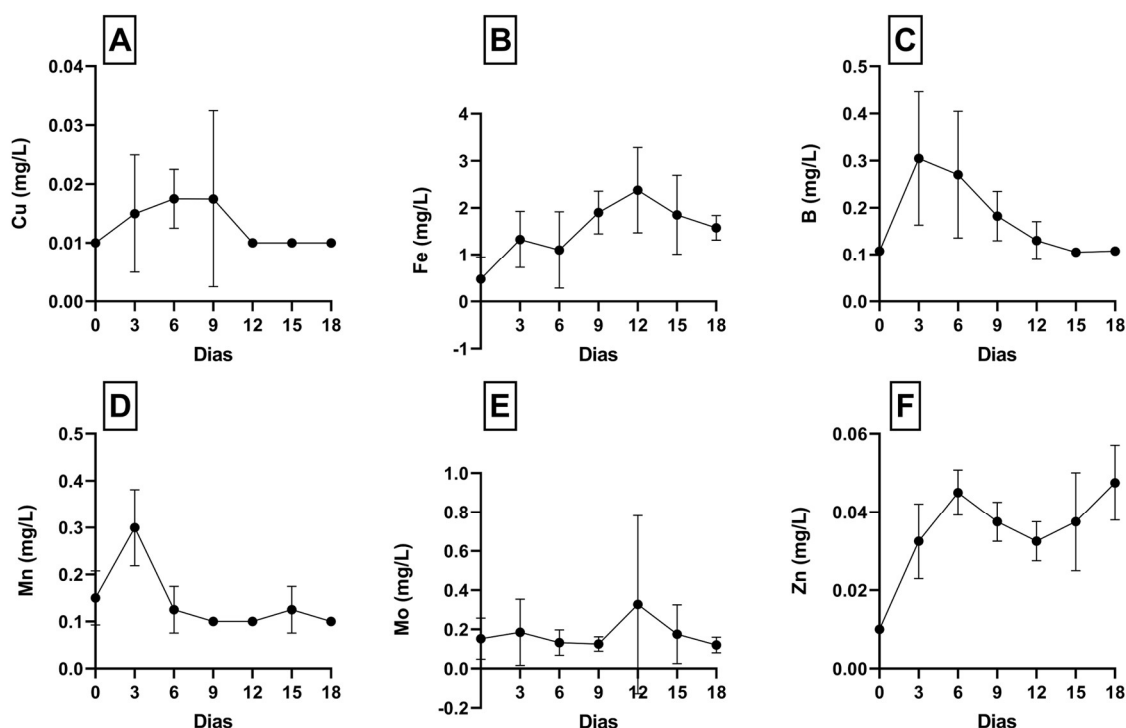 A
Cu (mg/L)
0.04
0.03
0.02
0.01
0.00
0 3 6 9 12 15 18
Dias
B
Fe (mg/L)
4
3
2
1
0
-1
3 6 9 12 15 18
Dias
C
B (mg/L)
0.5
0.4
0.3
0.2
0.1
0.0
0 3 6 9 12 15 18
Dias
D
Mn (mg/L)
0.5
0.4
0.3
0.2
0.1
0.0
0 3 6 9 12 15 18
Dias
E
Mo (mg/L)
1.0
0.8
0.6
0.4
0.2
0.0
-0.2
3 6 9 12 15 18
Dias
F
Zn (mg/L)
0.06
0.04
0.02
0.00
0 3 6 9 12 15 18
Dias